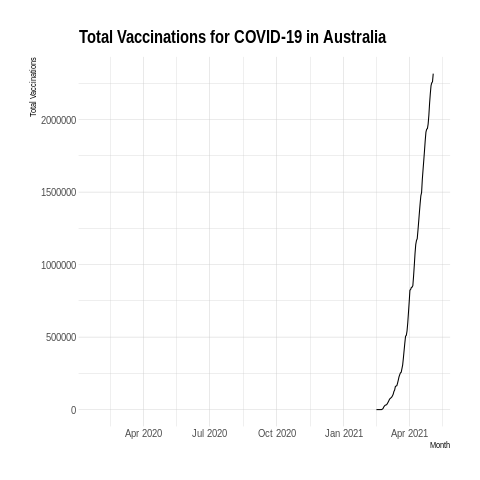 Total Vaccinations for COVID-19 in Australia
Total Vaccinations
2000000
1500000
1000000
500000
0
Apr 2020 Jul 2020 Oct 2020 Jan 2021 Apr 2021
Month